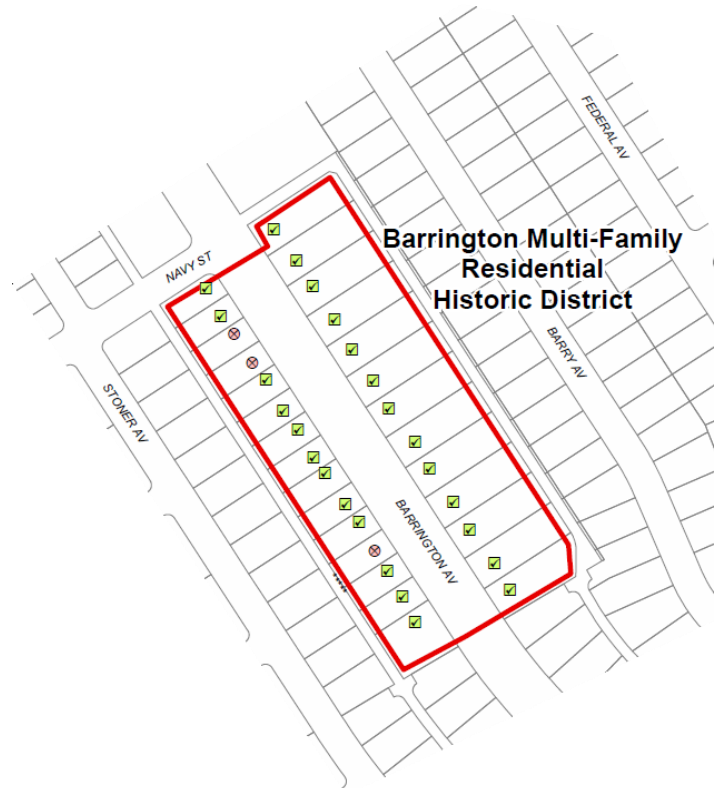 FEDERAL AV
Barrington Multi-Family
Residential
Historic District
NAVY ST
BARRY AV
STONER AV
BARRINGTON AV